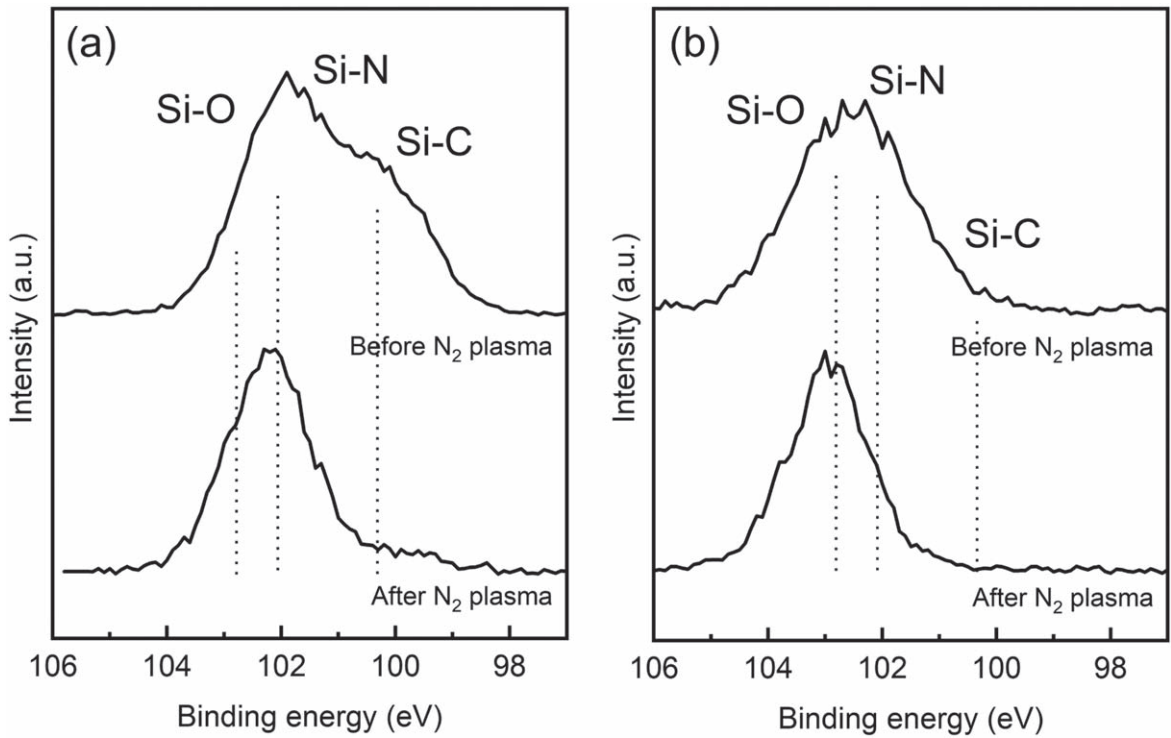 (a)
Si-N
Si-O
Si-C
Intensity (a.u.)
Before N₂ plasma
After N₂ plasma
106 104 102 100 98
Binding energy (eV)
(b)
Si-N
Si-O
Si-C
Intensity (a.u.)
Before N₂ plasma
After N₂ plasma
106 104 102 100 98
Binding energy (eV)